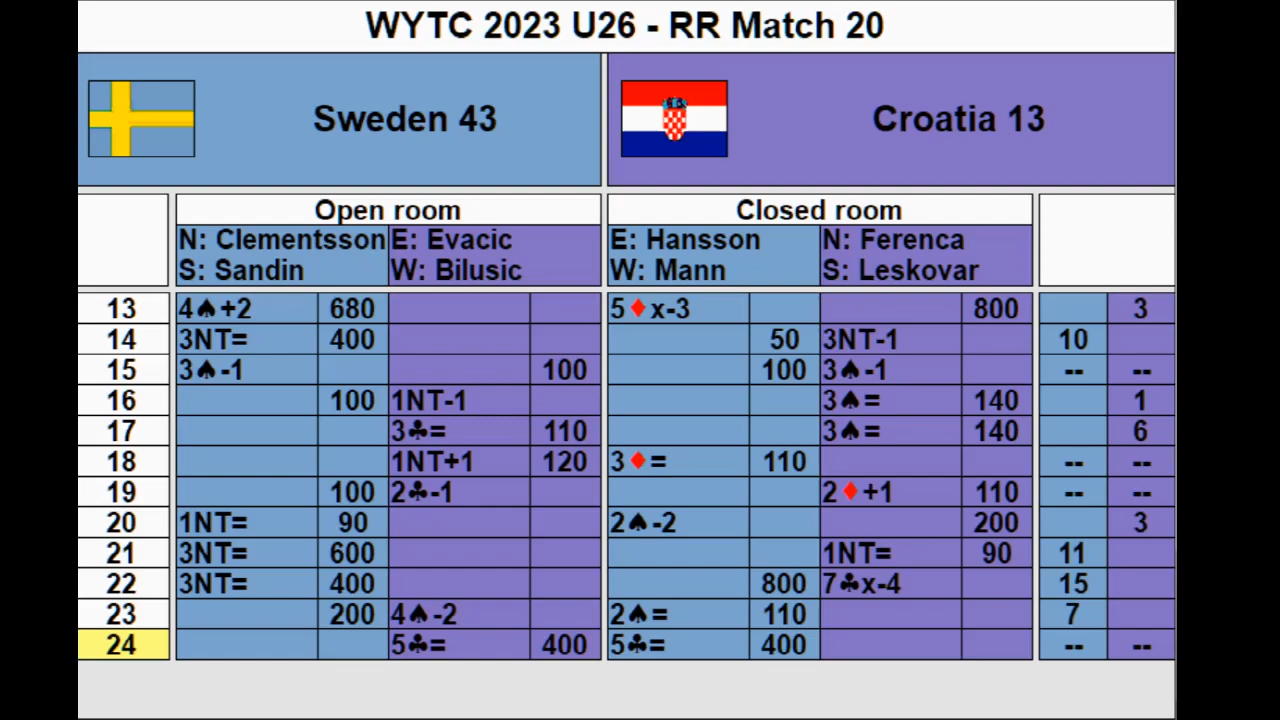 WYTC 2023 U26 - RR Match 20
Sweden 43 Croatia 13
Open room Closed room
N: Clementsson E: Evacic E: Hansson N: Ferenca
S: Sandin W: Bilusic W: Mann S: Leskovar
13 4♠+2 680 5♦x-3 800 3
14 3NT= 400 50 3NT-1 10
15 3♠-1 100 100 3♠-1 -- --
16 100 1NT-1 3♠= 140 1
17 3♣= 110 3♠= 140 6
18 1NT+1 120 3♦= 110 -- --
19 100 2♣-1 2♦+1 110 -- --
20 1NT= 90 2♠-2 200 3
21 3NT= 600 1NT= 90 11
22 3NT= 400 800 7♣x-4 15
23 200 4♠-2 2♠= 110 7
24 5♣= 400 5♣= 400 -- --